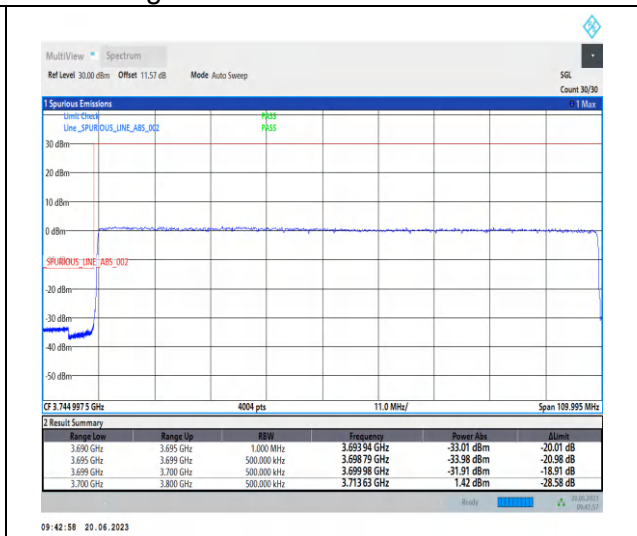 MultiView Spectrum
Ref Level 30.00 dBm Offset 11.57 dB Mode Auto Sweep SGL
Count 30/30
1 Spurious Emissions 1 Max
Limit Check PASS
Line _SPURIOUS_LINE_ABS_002 PASS
30 dBm
20 dBm
10 dBm
0 dBm
_SPURIOUS_LINE_ABS_002
-20 dBm
-30 dBm
-40 dBm
-50 dBm
CF 3.744 997 5 GHz 4004 pts 11.0 MHz/ Span 109.995 MHz
2 Result Summary
Range Low Range Up RBW Frequency Power Abs ΔLimit
3.690 GHz 3.695 GHz 1.000 MHz 3.693 94 GHz -33.01 dBm -20.01 dB
3.695 GHz 3.699 GHz 500.000 kHz 3.698 79 GHz -33.98 dBm -20.98 dB
3.699 GHz 3.700 GHz 500.000 kHz 3.699 98 GHz -31.91 dBm -18.91 dB
3.700 GHz 3.800 GHz 500.000 kHz 3.713 63 GHz 1.42 dBm -28.58 dB
Ready 20.06.2023
09:42:57
09:42:58 20.06.2023